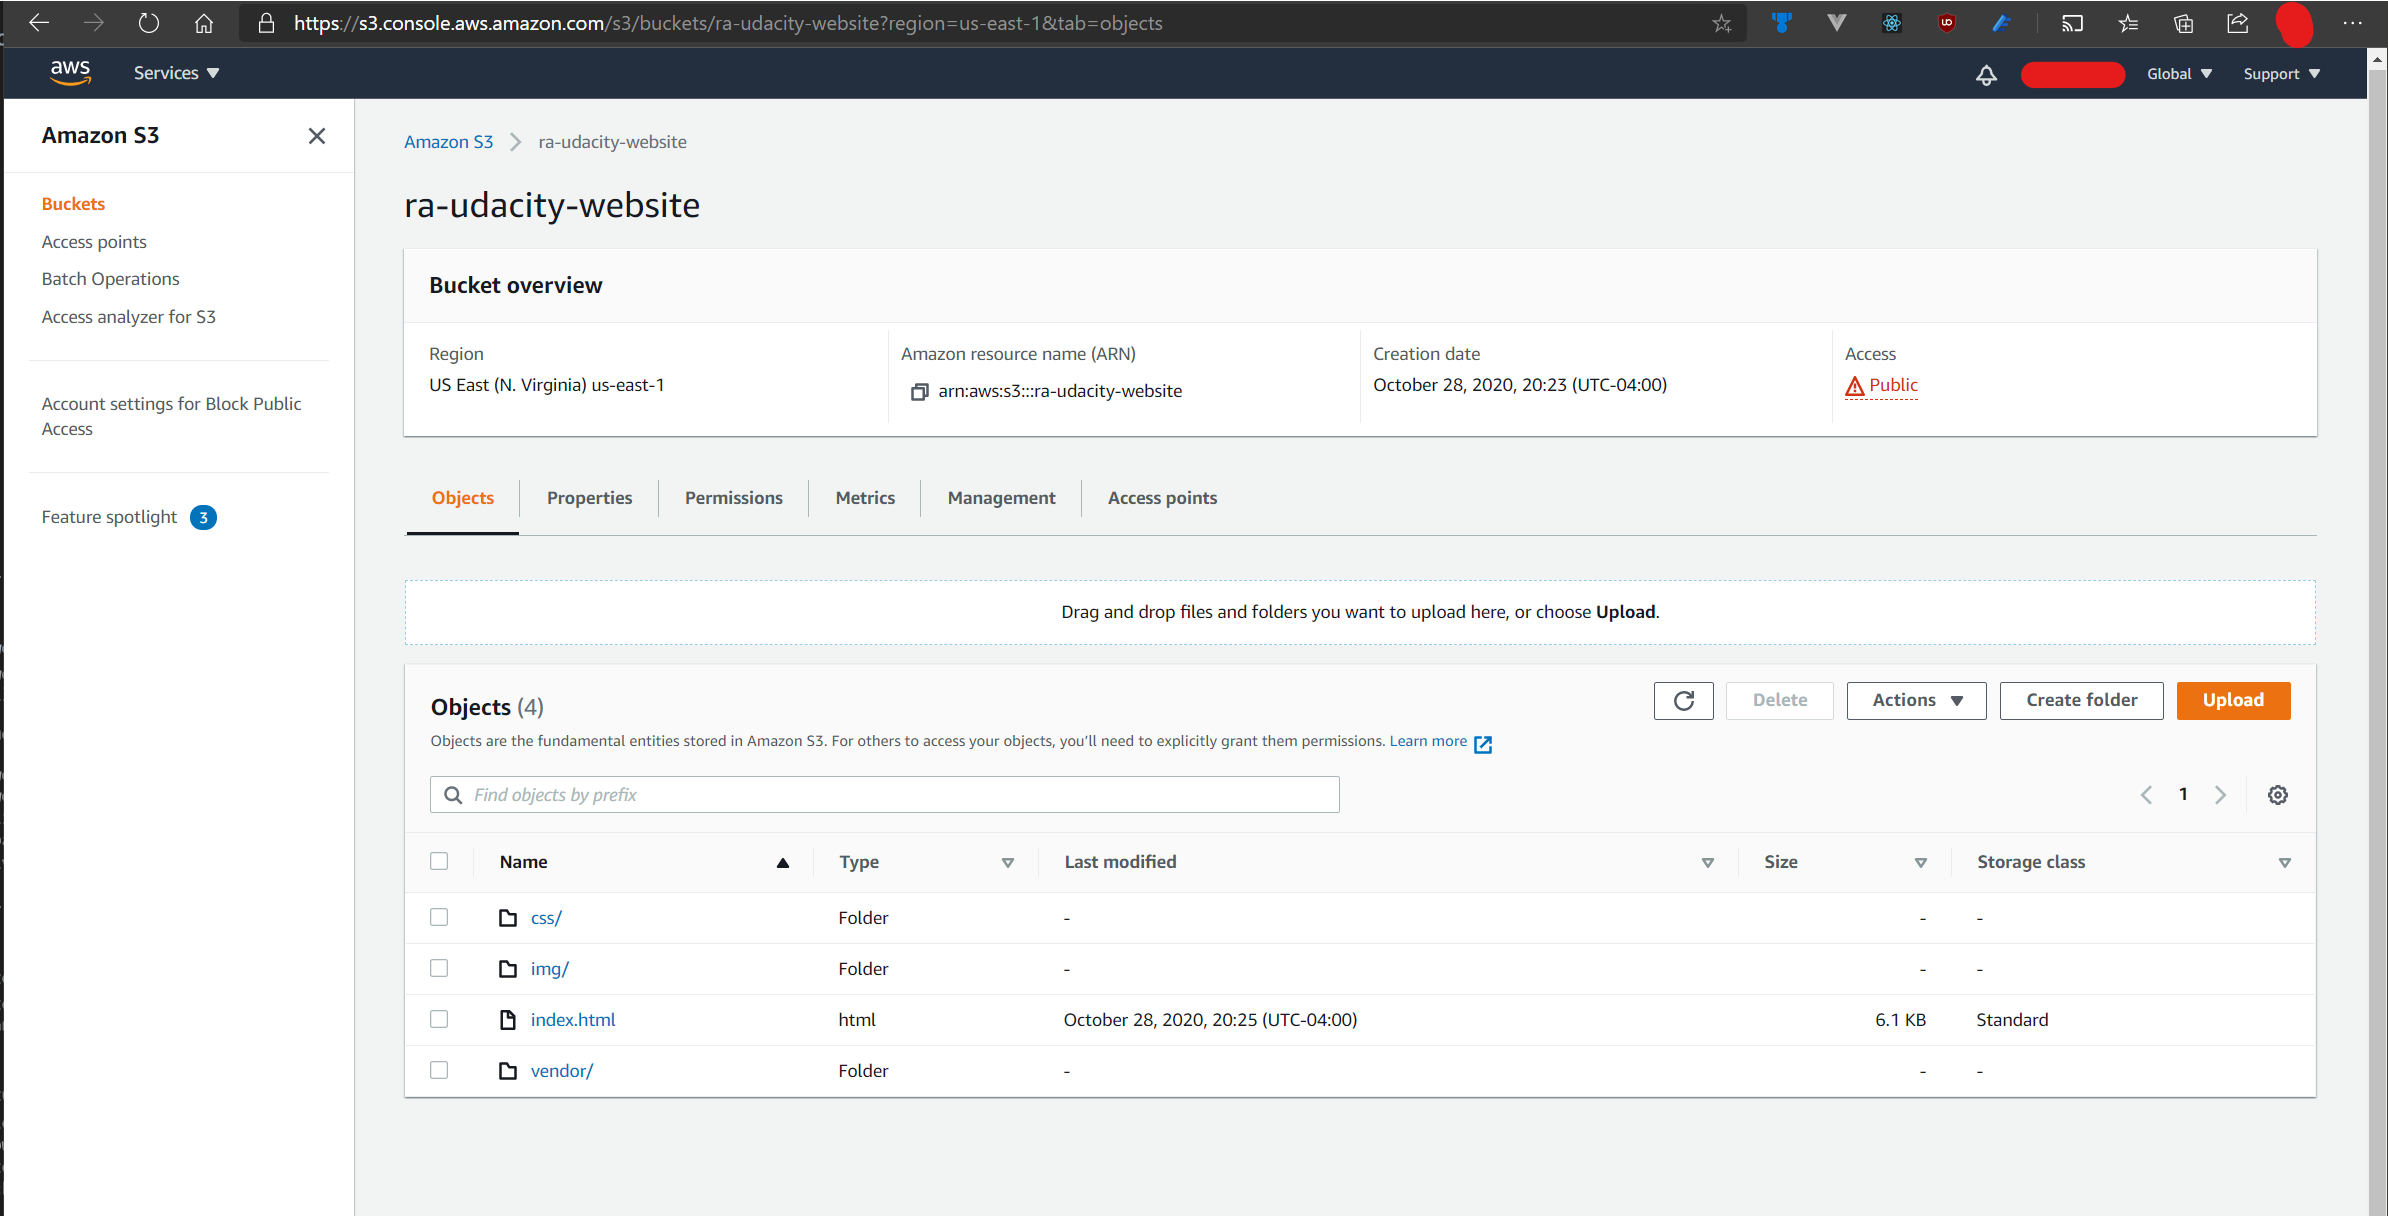 https://s3.console.aws.amazon.com/s3/buckets/ra-udacity-website?region=us-east-1&tab=objects
aws Services Global Support
Amazon S3
Buckets
Access points
Batch Operations
Access analyzer for S3
Account settings for Block Public
Access
Feature spotlight 3
Amazon S3 ra-udacity-website
ra-udacity-website
Bucket overview
Region Amazon resource name (ARN) Creation date Access
US East (N. Virginia) us-east-1 arn:aws:s3:::ra-udacity-website October 28, 2020, 20:23 (UTC-04:00) Public
Objects Properties Permissions Metrics Management Access points
Drag and drop files and folders you want to upload here, or choose Upload.
Objects (4) Delete Actions Create folder Upload
Objects are the fundamental entities stored in Amazon S3. For others to access your objects, you'll need to explicitly grant them permissions. Learn more
Find objects by prefix 1
Name Type Last modified Size Storage class
css/ Folder - - -
img/ Folder - - -
index.html html October 28, 2020, 20:25 (UTC-04:00) 6.1 KB Standard
vendor/ Folder - - -